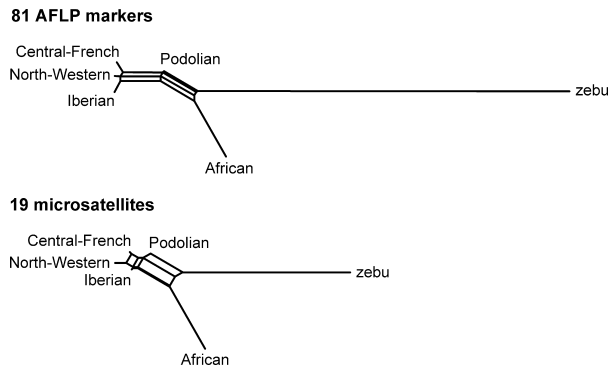 81 AFLP markers
Central-French
Podolian
North-Western
zebu
Iberian
African
19 microsatellites
Central-French
Podolian
North-Western
zebu
Iberian
African